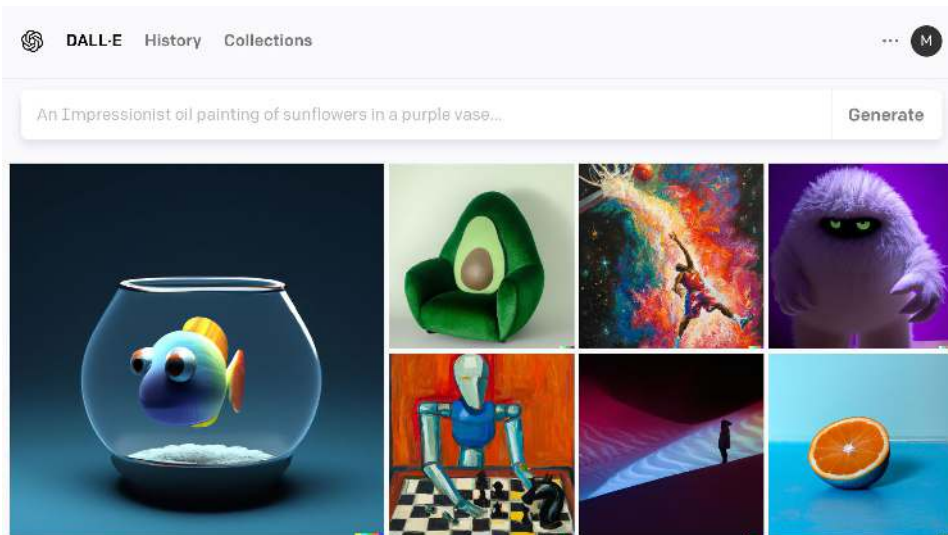 DALL·E History Collections ... M
An Impressionist oil painting of sunflowers in a purple vase... Generate